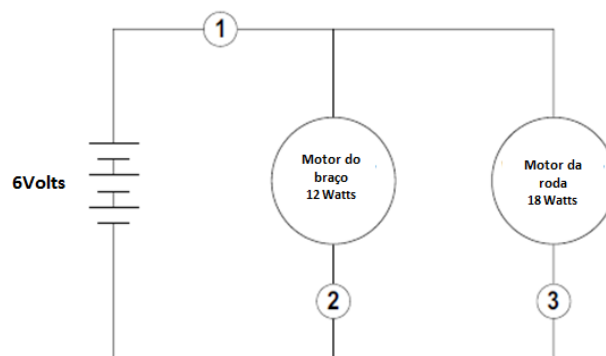 1
6Volts
Motor do
braço
12 Watts
Motor da
roda
18 Watts
2
3